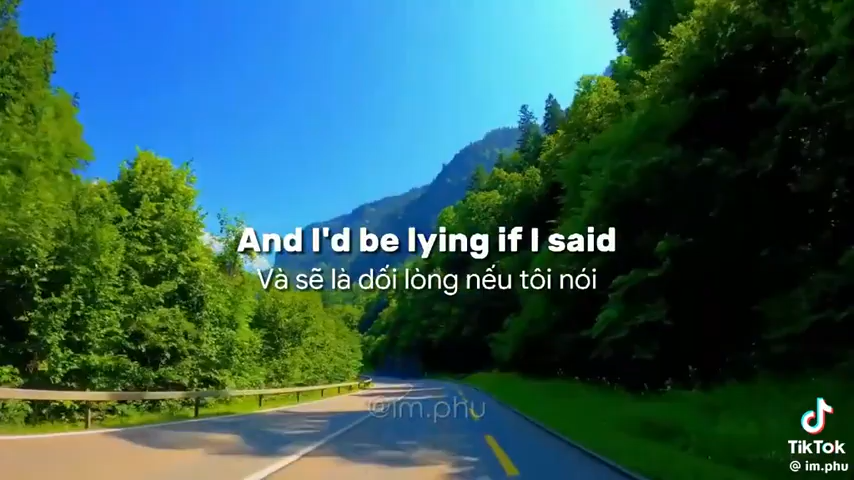 And I'd be lying if I said
Và sẽ là dối lòng nếu tôi nói
@im.phu
TikTok
@ im.phu